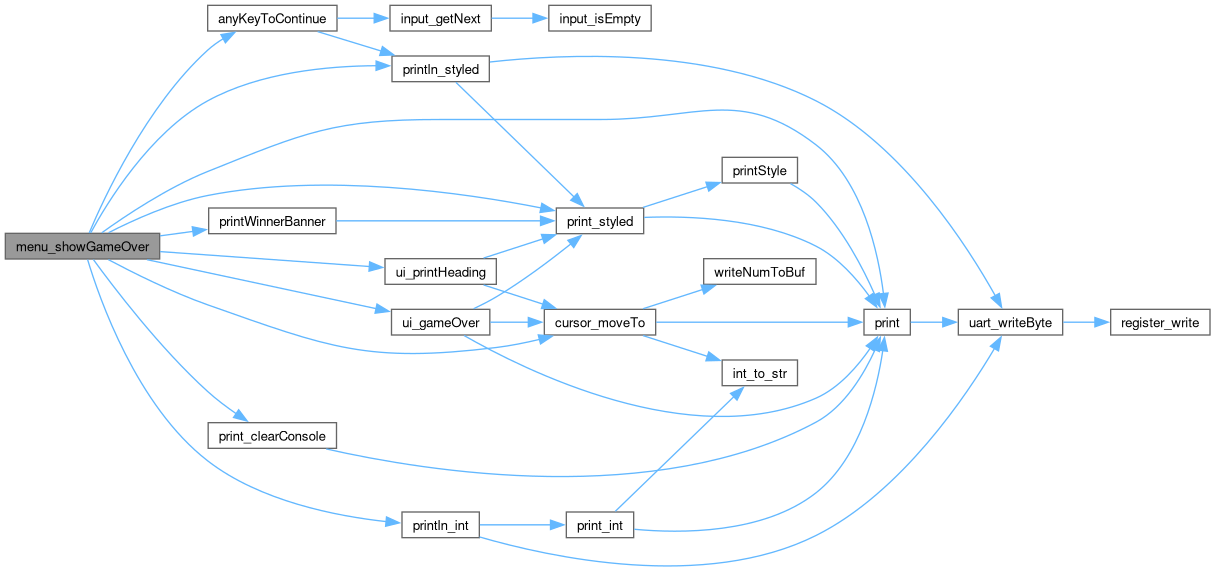 anyKeyToContinue
input_getNext
input_isEmpty
println_styled
printStyle
printWinnerBanner
print_styled
menu_showGameOver
ui_printHeading
writeNumToBuf
ui_gameOver
cursor_moveTo
print
uart_writeByte
register_write
int_to_str
print_clearConsole
println_int
print_int